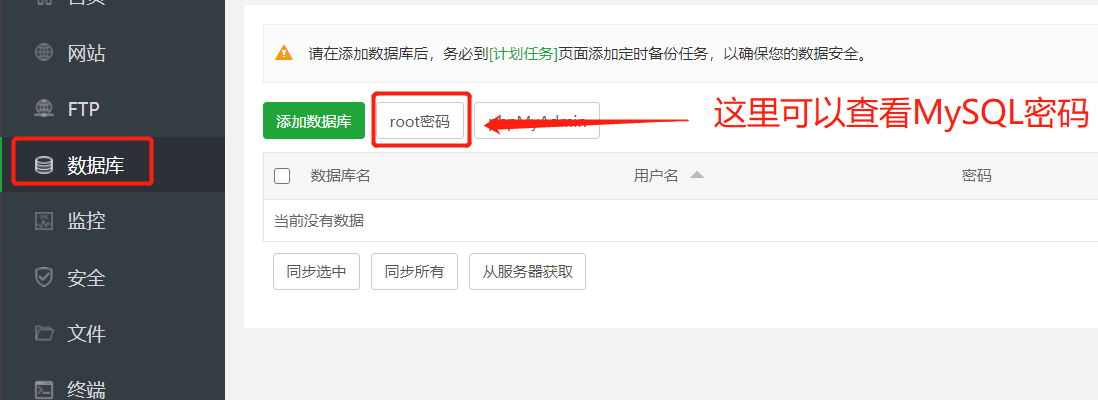 首页
网站
FTP
数据库
监控
安全
文件
终端
请在添加数据库后，务必到[计划任务]页面添加定时备份任务，以确保您的数据安全。
添加数据库 root密码 phpMyAdmin
这里可以查看MySQL密码
数据库名 用户名 密码
当前没有数据
同步选中 同步所有 从服务器获取